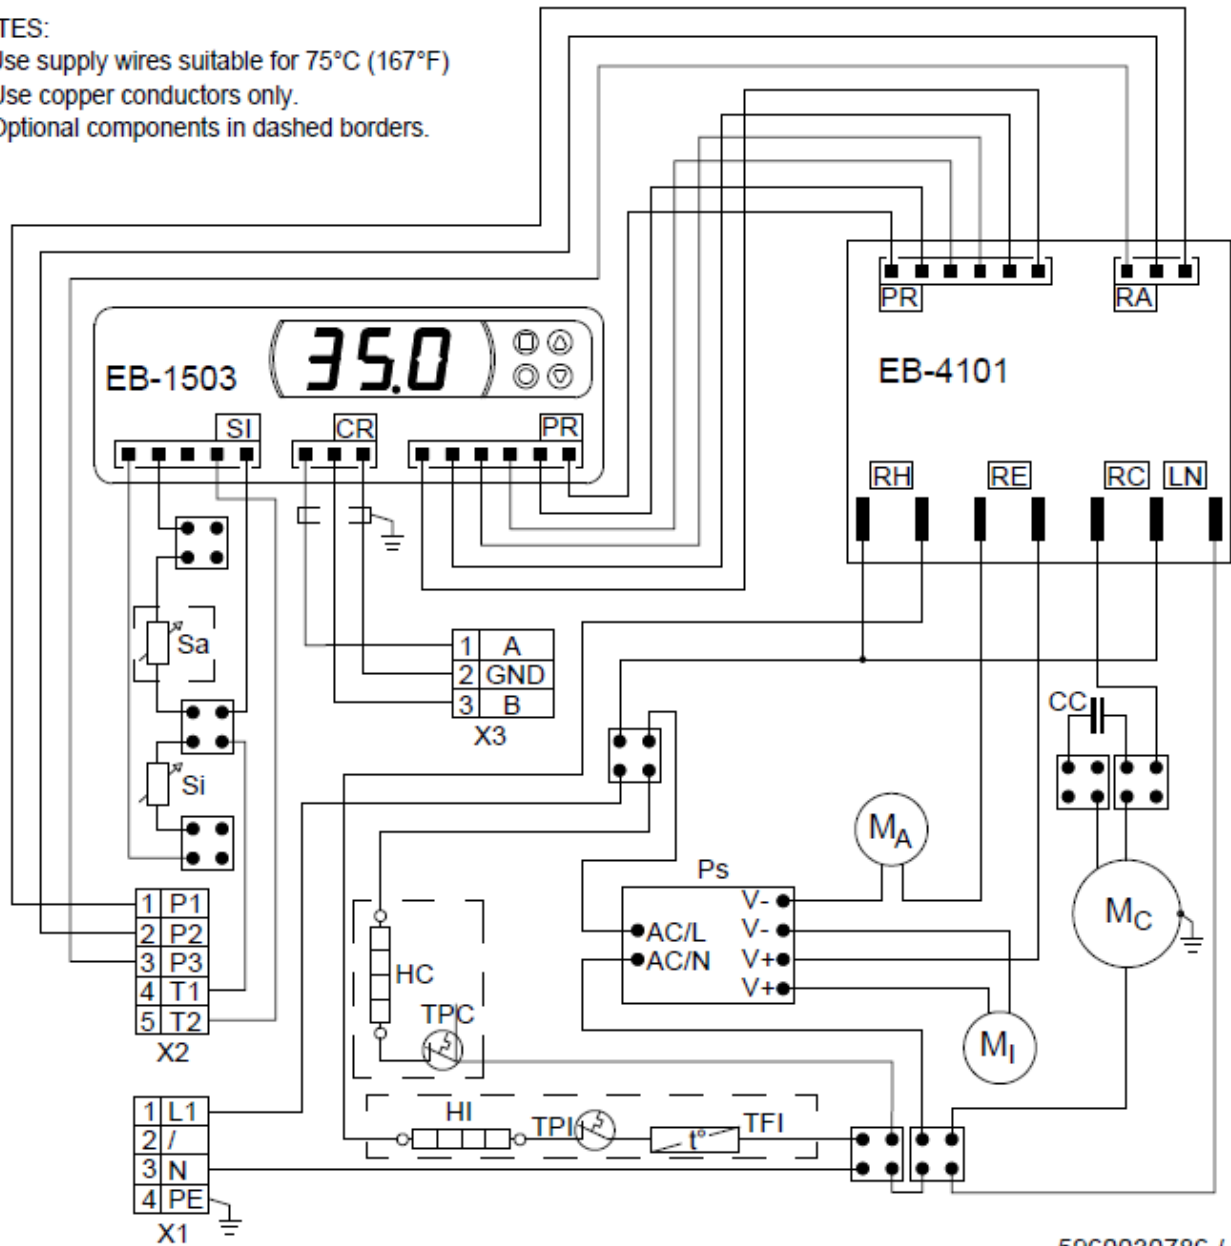 TES:
Use supply wires suitable for 75°C (167°F)
Use copper conductors only.
Optional components in dashed borders.
PR
RA
EB-4101
35.0
EB-1503
SI
CR
PR
RH
RE
RC
LN
Sa
1 A
2 GND
3 B
X3
CC
Si
MA
Ps
V-
AC/L
V-
AC/N
V+
V+
MC
1 P1
2 P2
3 P3
4 T1
5 T2
X2
HC
TPC
MI
1 L1
2 /
3 N
4 PE
X1
HI
TPI
t°
TFI